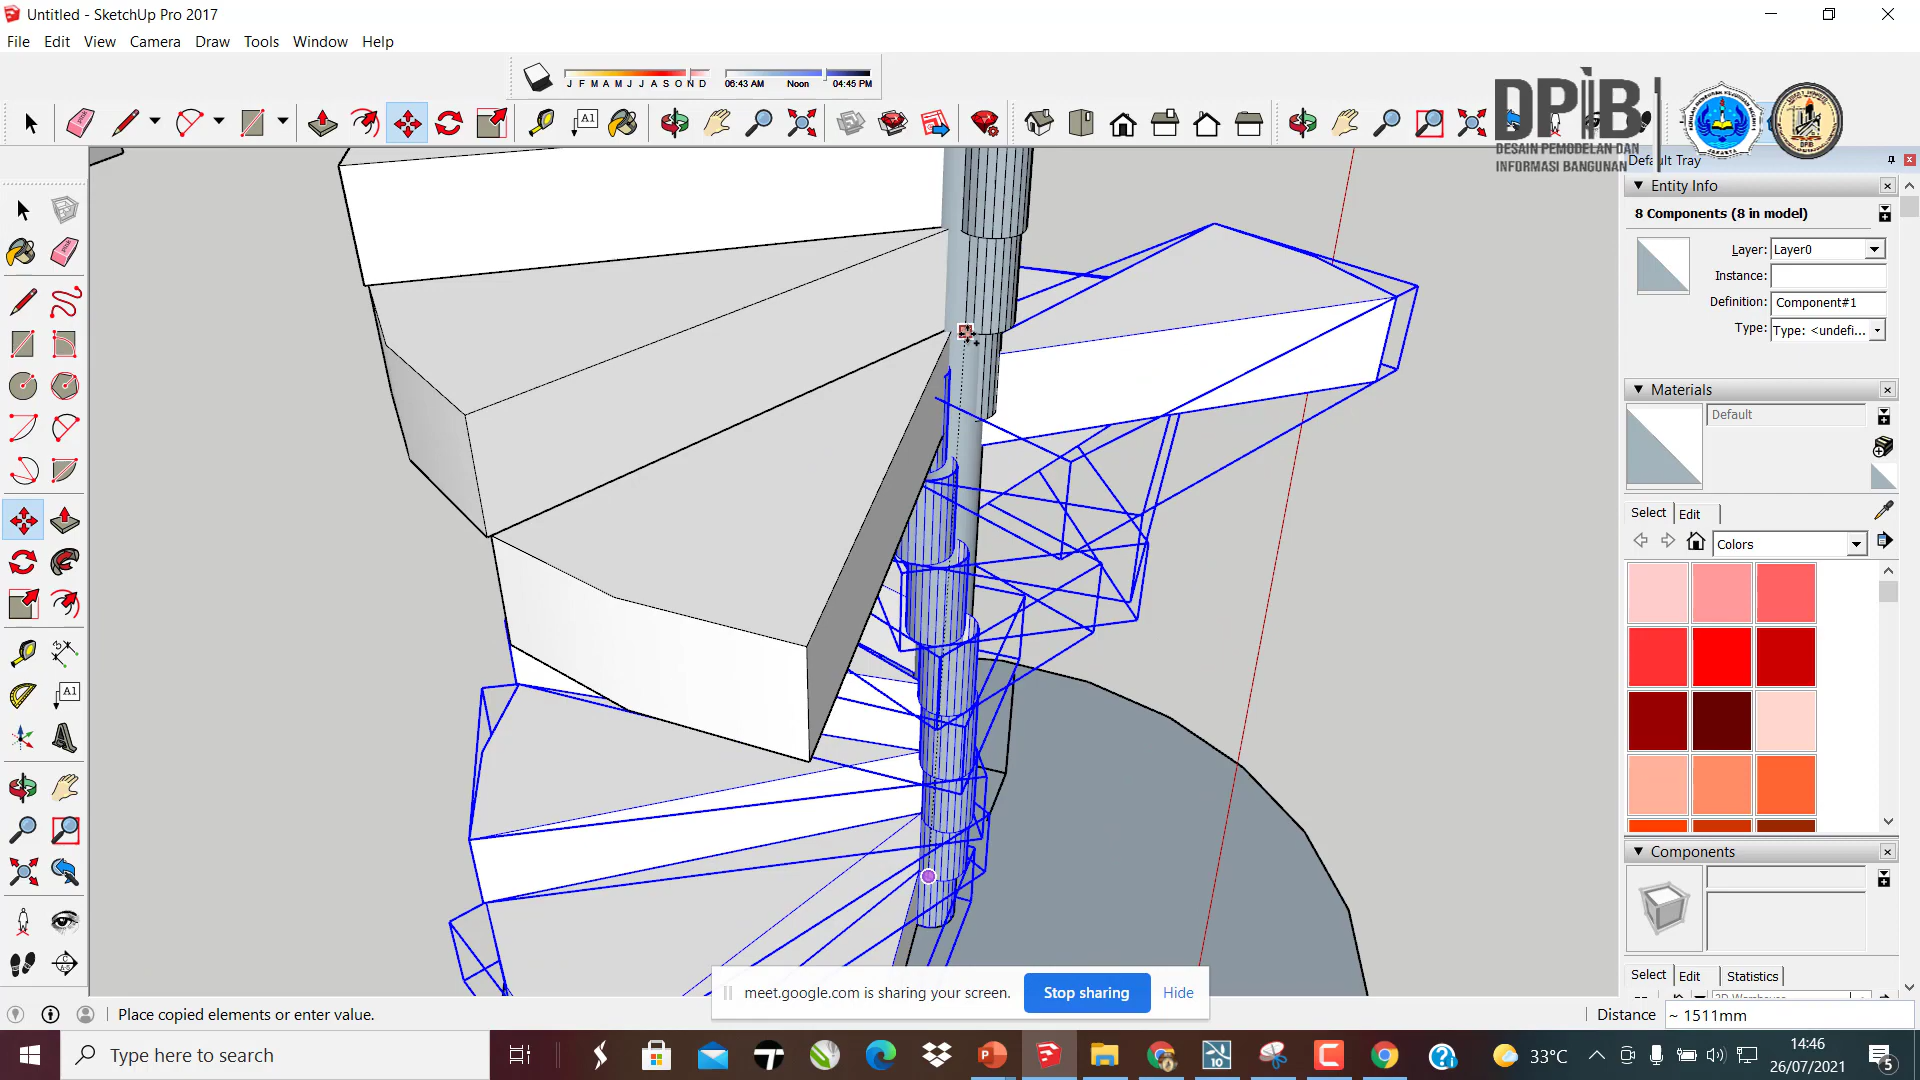 Untitled - SketchUp Pro 2017
File Edit View Camera Draw Tools Window Help
J F M A M J J A S O N D
06:43 AM Noon 04:45 PM
DPIB
DESAIN PEMODELAN DAN
INFORMASI BANGUNAN
Default Tray
Entity Info
8 Components (8 in model)
Layer: Layer0
Instance:
Definition: Component#1
Type: Type: <undefi...
Materials
Default
Select Edit
Colors
Components
Select Edit Statistics
meet.google.com is sharing your screen. Stop sharing Hide
Place copied elements or enter value.
Distance ~ 1511mm
Type here to search
33°C
14:46
26/07/2021
5